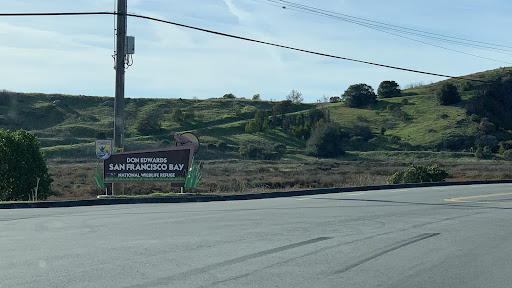 DON EDWARDS
SAN FRANCISCO BAY
NATIONAL WILDLIFE REFUGE